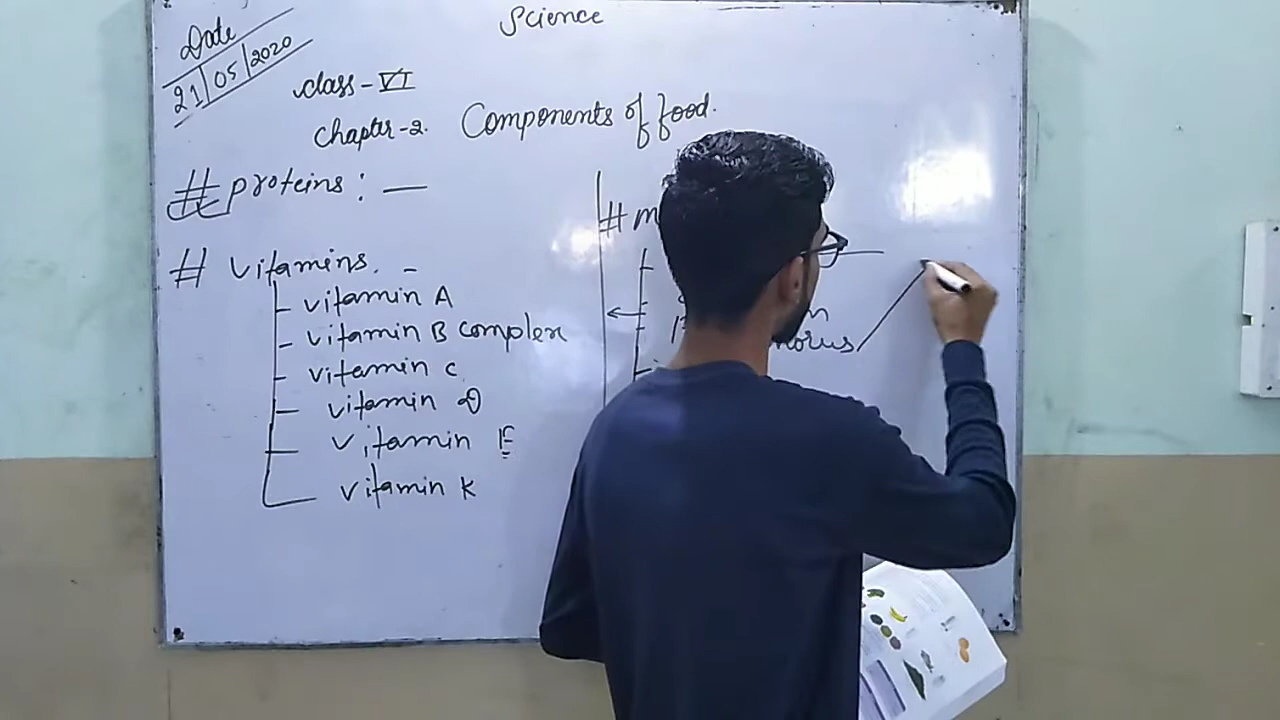 Science
Date
21/05/2020
class-VI
Chapter-2. Components of food.
# proteins: —
# vitamins. -
- vitamin A
- vitamin B complex
- vitamin C
- vitamin D
- vitamin E
vitamin K
#